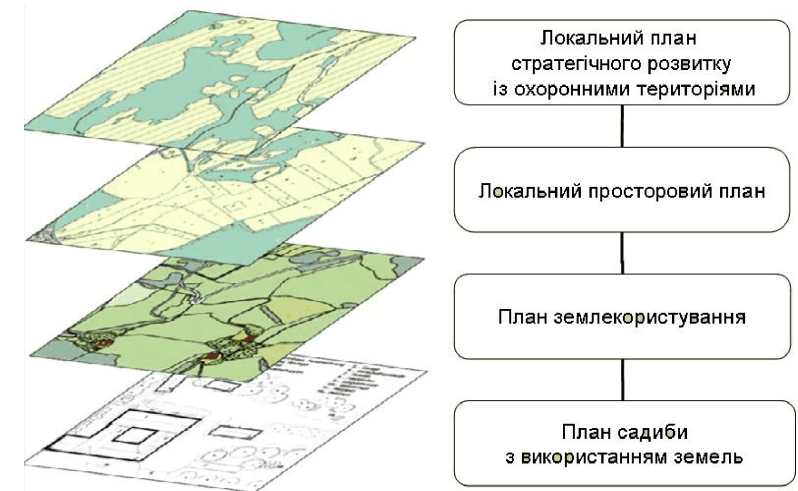 Локальний план
стратегічного розвитку
із охоронними територіями
Локальний просторовий план
План землекористування
План садиби
з використанням земель